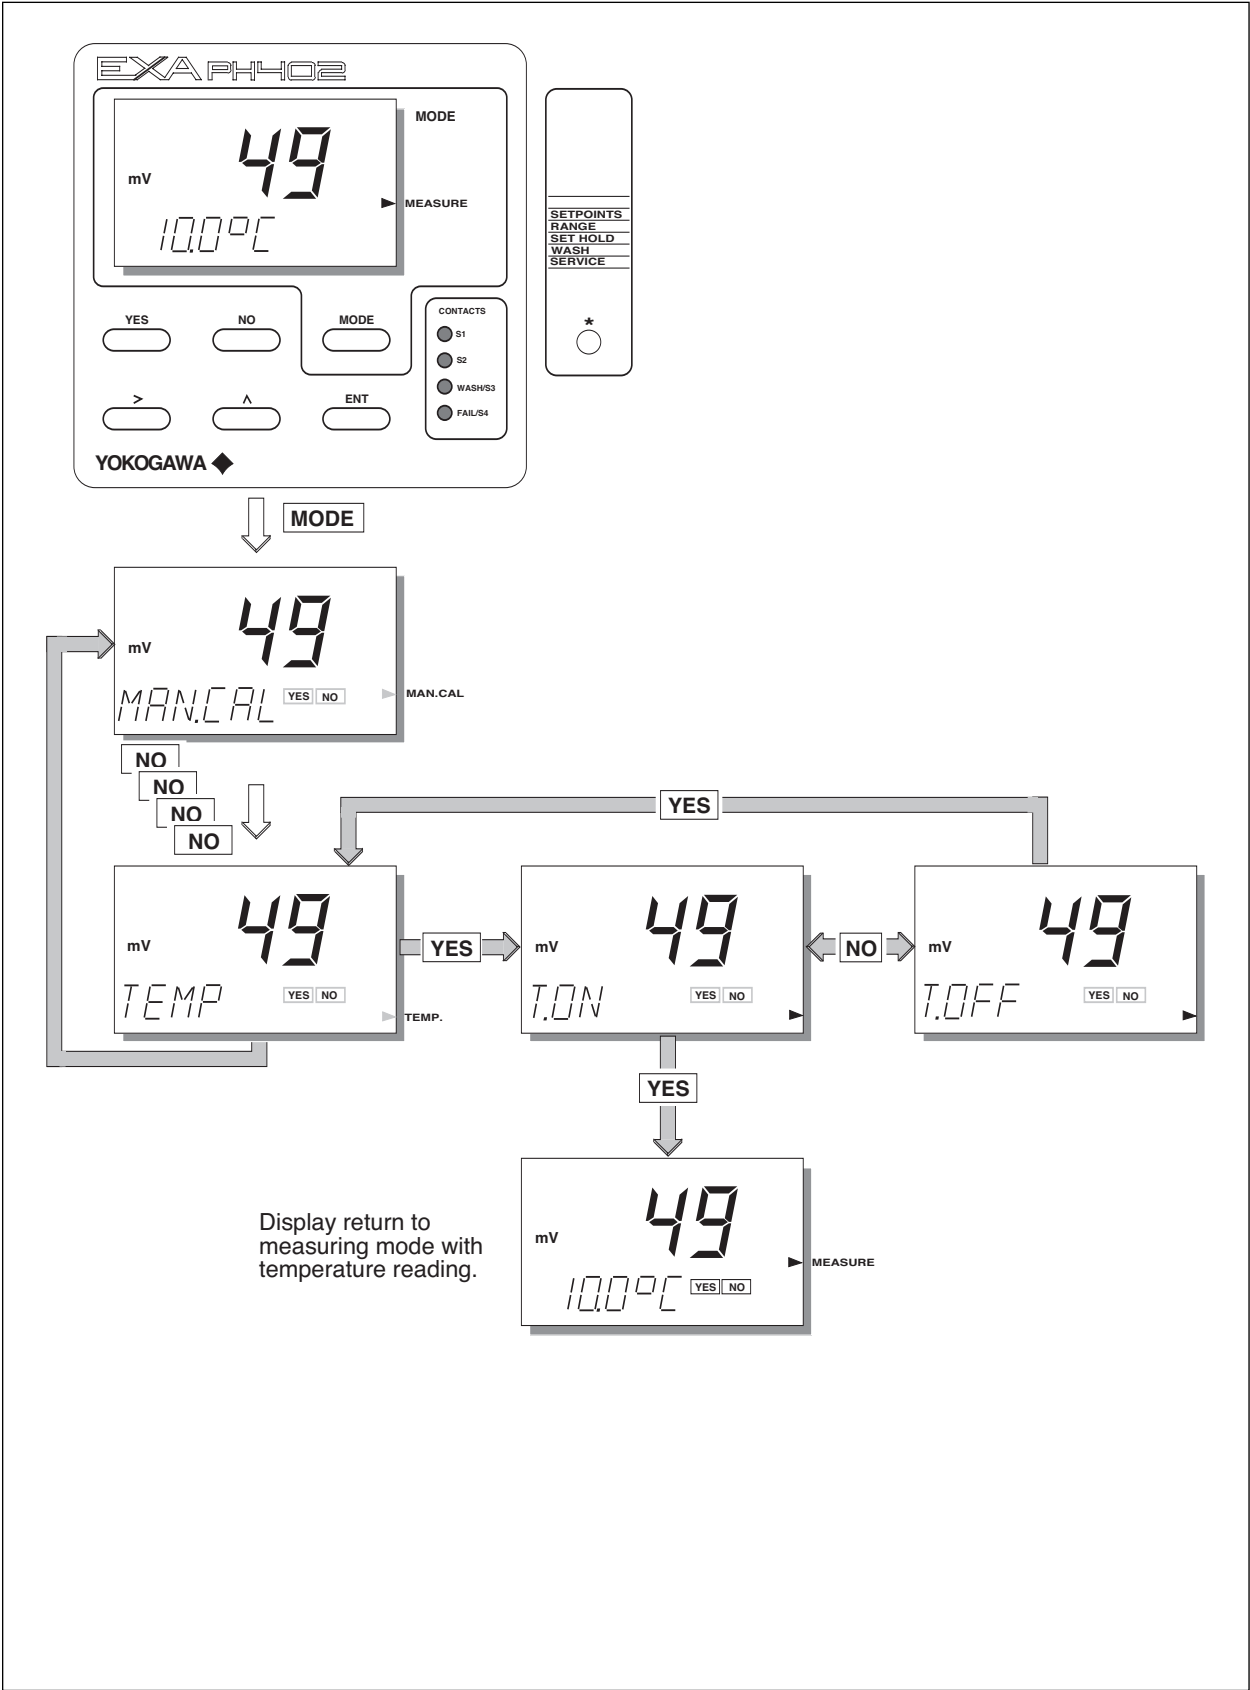 EXA PH402
MODE
49
mV
MEASURE
10.0°C
SETPOINTS
RANGE
SET HOLD
WASH
SERVICE
*
YES
NO
MODE
CONTACTS
S1
S2
WASH/S3
FAIL/S4
>
^
ENT
YOKOGAWA
MODE
49
mV
MAN.CAL
YES NO
MAN.CAL
NO
NO
NO
NO
YES
49
mV
TEMP
YES NO
TEMP.
YES
49
mV
T.ON
YES NO
NO
49
mV
T.OFF
YES NO
YES
49
mV
10.0°C
YES NO
MEASURE
Display return to
measuring mode with
temperature reading.